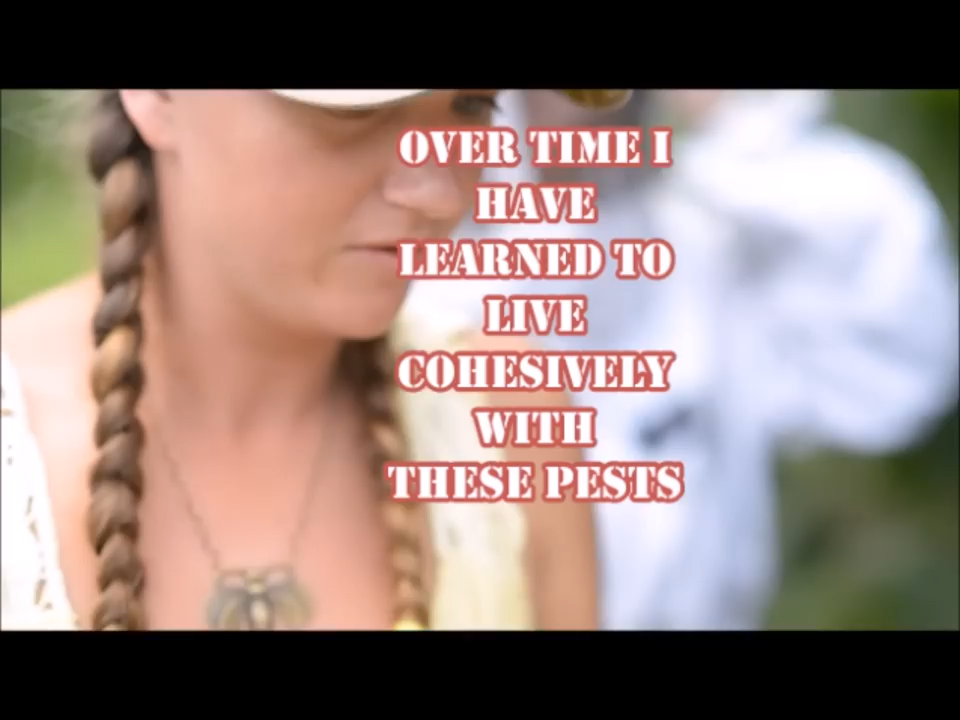 OVER TIME I
HAVE
LEARNED TO
LIVE
COHESIVELY
WITH
THESE PESTS